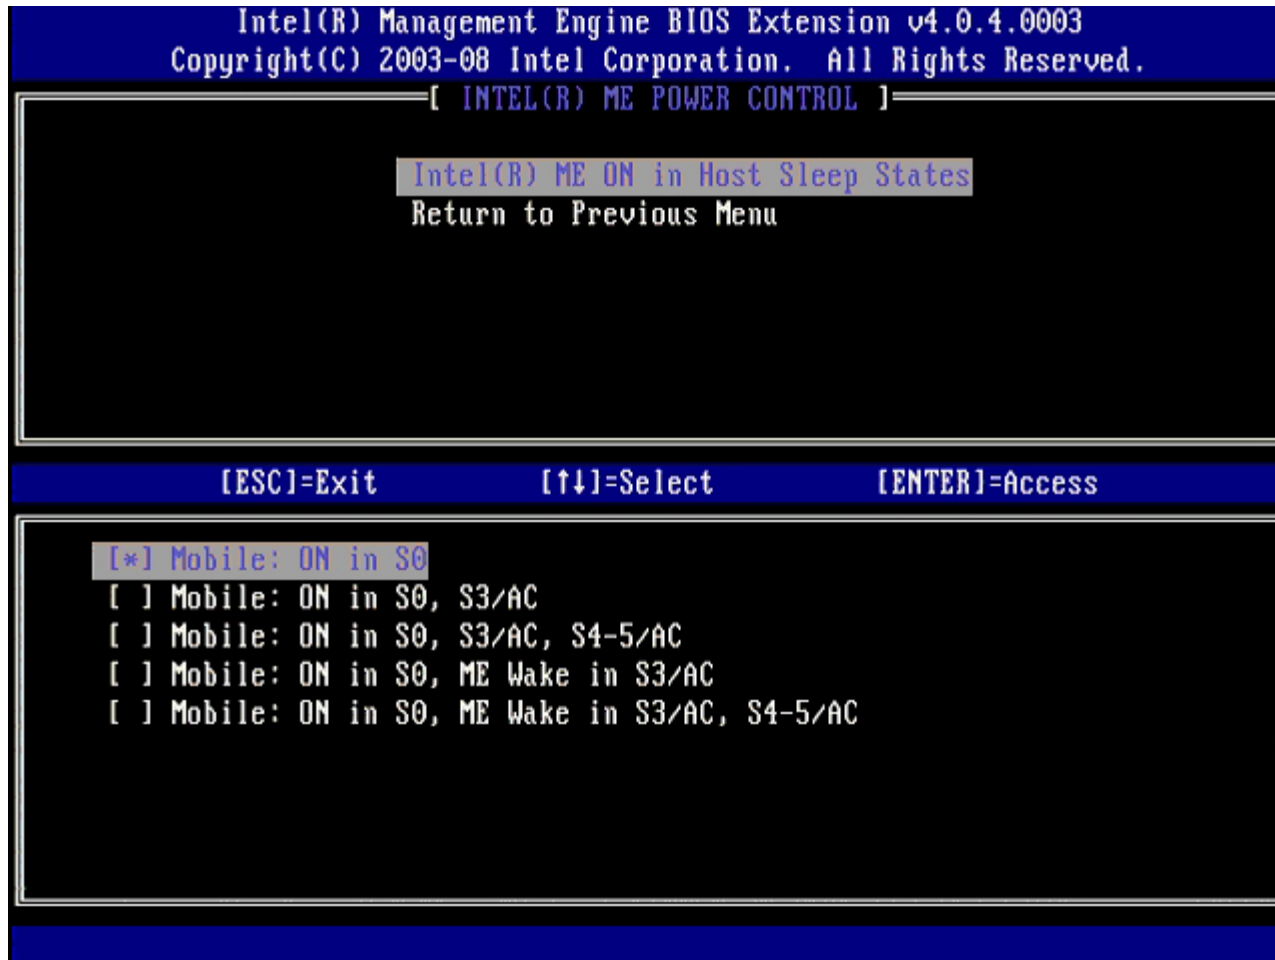 Intel(R) Management Engine BIOS Extension v4.0.4.0003
Copyright(C) 2003-08 Intel Corporation. All Rights Reserved.
[ INTEL(R) ME POWER CONTROL ]
Intel(R) ME ON in Host Sleep States
Return to Previous Menu
[ESC]=Exit [↑↓]=Select [ENTER]=Access
[*] Mobile: ON in S0
[ ] Mobile: ON in S0, S3/AC
[ ] Mobile: ON in S0, S3/AC, S4-5/AC
[ ] Mobile: ON in S0, ME Wake in S3/AC
[ ] Mobile: ON in S0, ME Wake in S3/AC, S4-5/AC